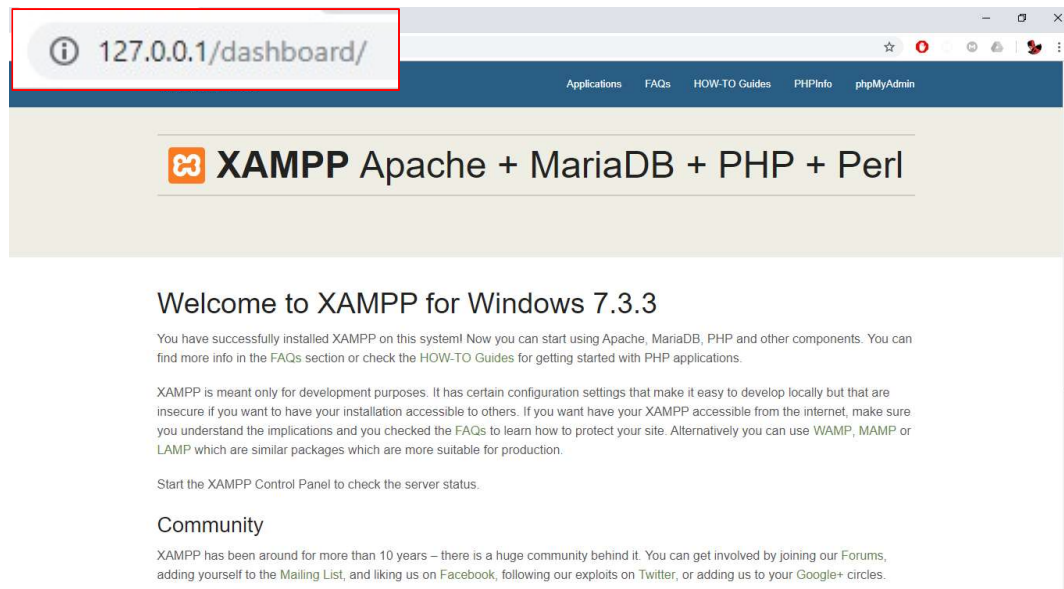 127.0.0.1/dashboard/
Applications FAQs HOW-TO Guides PHPInfo phpMyAdmin
XAMPP Apache + MariaDB + PHP + Perl
Welcome to XAMPP for Windows 7.3.3
You have successfully installed XAMPP on this system! Now you can start using Apache, MariaDB, PHP and other components. You can
find more info in the FAQs section or check the HOW-TO Guides for getting started with PHP applications.
XAMPP is meant only for development purposes. It has certain configuration settings that make it easy to develop locally but that are
insecure if you want to have your installation accessible to others. If you want have your XAMPP accessible from the internet, make sure
you understand the implications and you checked the FAQs to learn how to protect your site. Alternatively you can use WAMP, MAMP or
LAMP which are similar packages which are more suitable for production.
Start the XAMPP Control Panel to check the server status.
Community
XAMPP has been around for more than 10 years – there is a huge community behind it. You can get involved by joining our Forums,
adding yourself to the Mailing List, and liking us on Facebook, following our exploits on Twitter, or adding us to your Google+ circles.